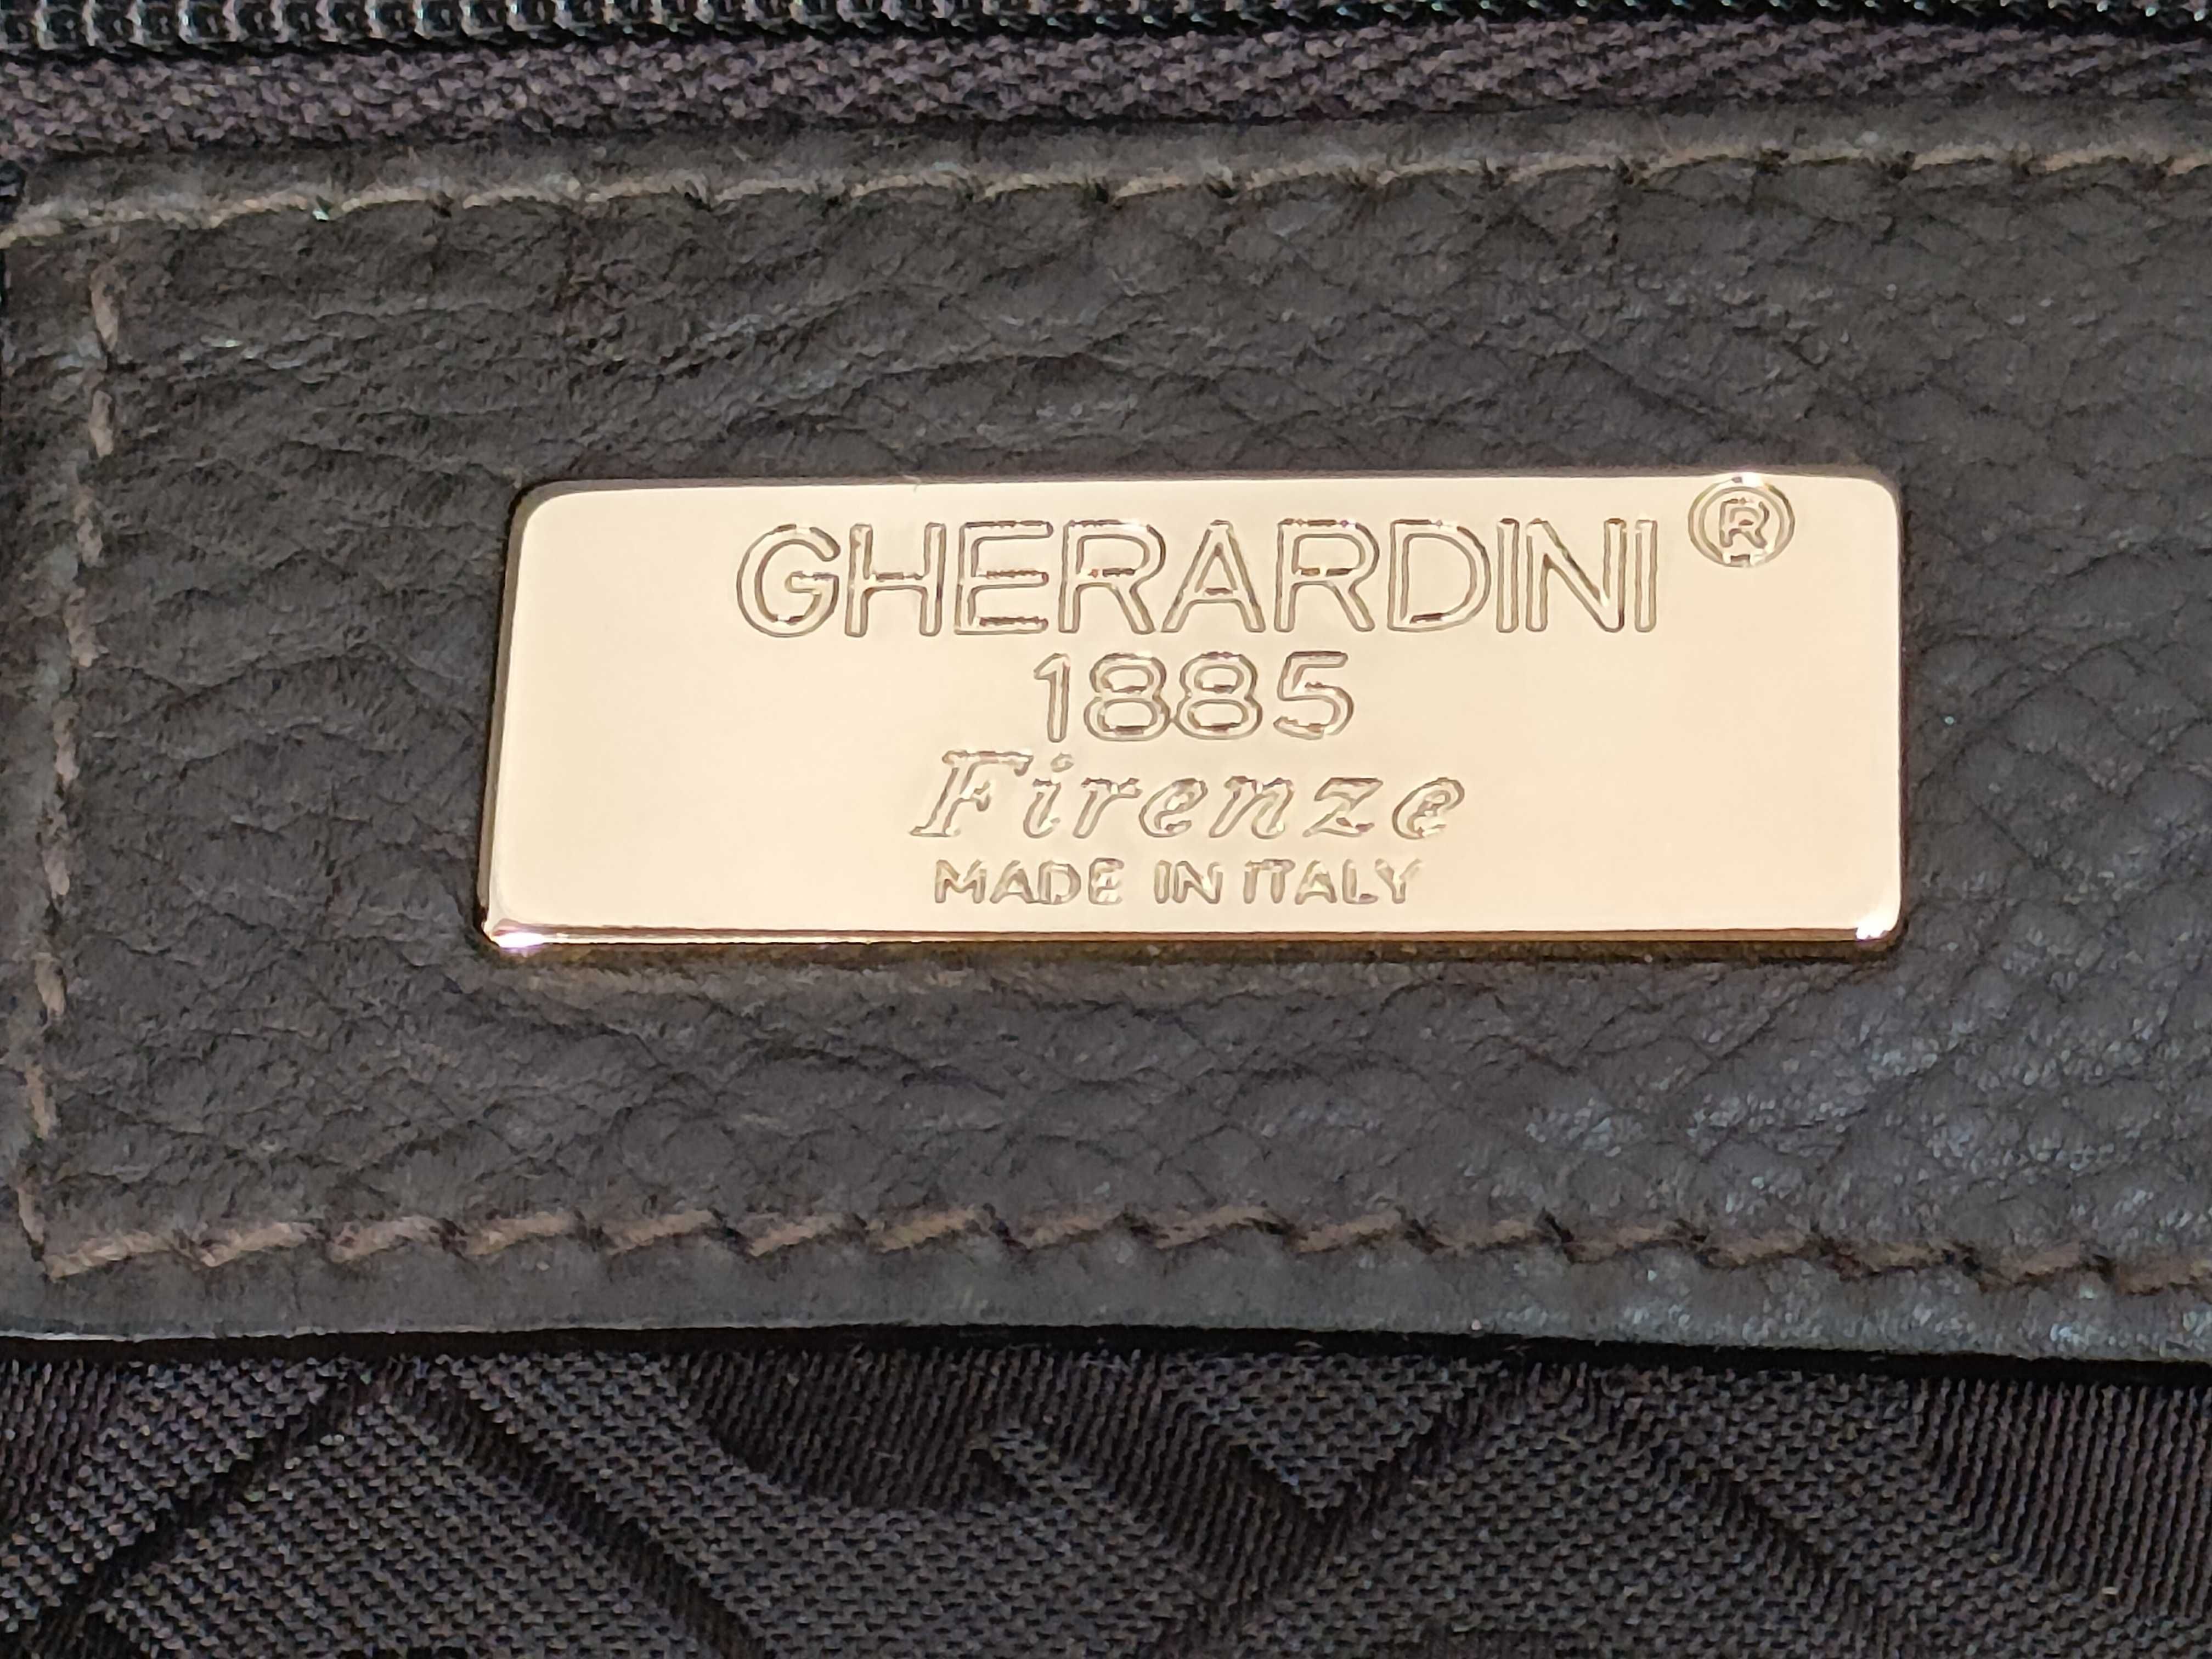 GHERARDINI®
1885
Firenze
MADE IN ITALY